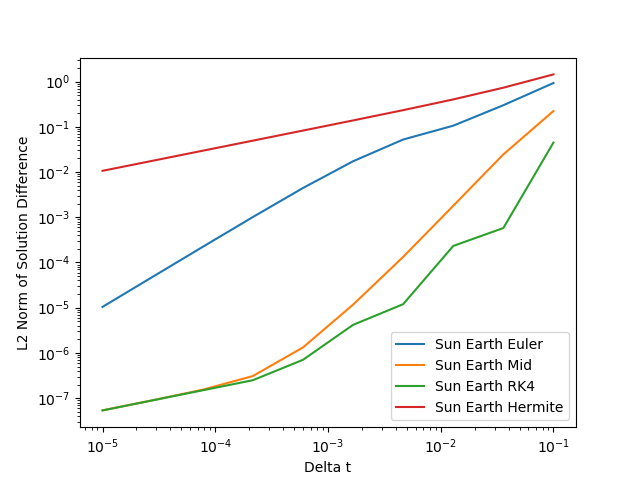 10⁰
10⁻¹
10⁻²
10⁻³
10⁻⁴
10⁻⁵
10⁻⁶
10⁻⁷
L2 Norm of Solution Difference
Sun Earth Euler
Sun Earth Mid
Sun Earth RK4
Sun Earth Hermite
10⁻⁵ 10⁻⁴ 10⁻³ 10⁻² 10⁻¹
Delta t